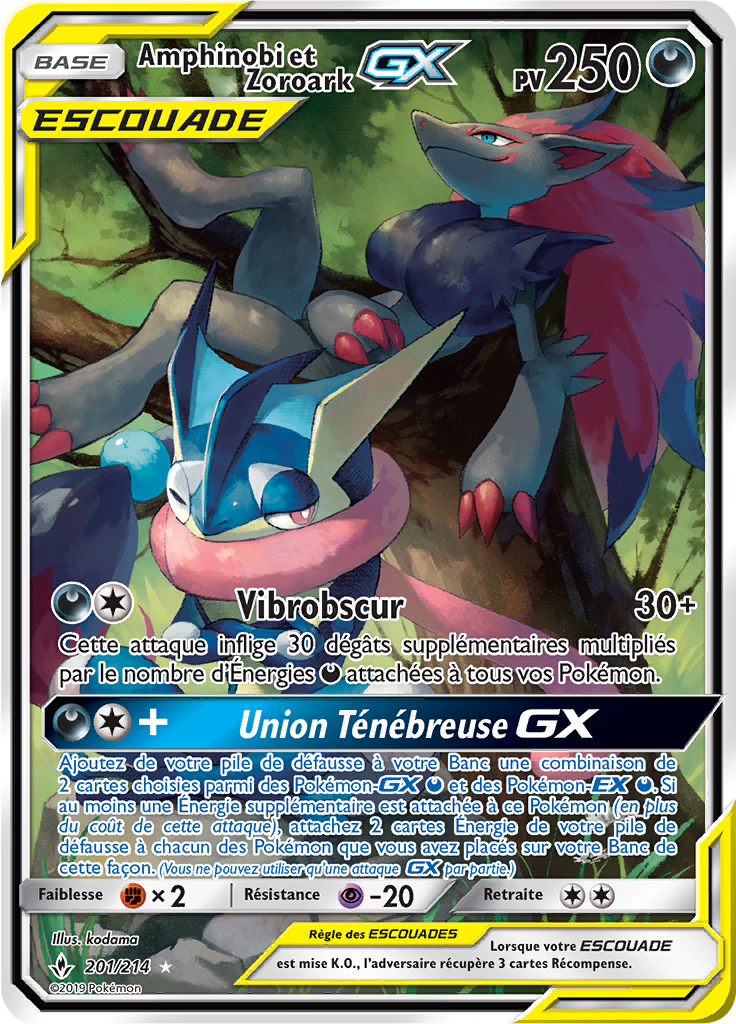 BASE
Amphinobi et
Zoroark GX
PV 250
ESCOUADE
Vibrobscur 30+
Cette attaque inflige 30 dégâts supplémentaires multipliés
par le nombre d'Énergies attachées à tous vos Pokémon.
+ Union Ténébreuse GX
Ajoutez de votre pile de défausse à votre Banc une combinaison de
2 cartes choisies parmi des Pokémon-GX et des Pokémon-EX . Si
au moins une Énergie supplémentaire est attachée à ce Pokémon (en plus
du coût de cette attaque), attachez 2 cartes Énergie de votre pile de
défausse à chacun des Pokémon que vous avez placés sur votre Banc de
cette façon. (Vous ne pouvez utiliser qu'une attaque GX par partie.)
Faiblesse ×2 Résistance -20 Retraite
Illus. kodama
201/214
©2019 Pokémon
Règle des ESCOUADES
Lorsque votre ESCOUADE
est mise K.O., l'adversaire récupère 3 cartes Récompense.